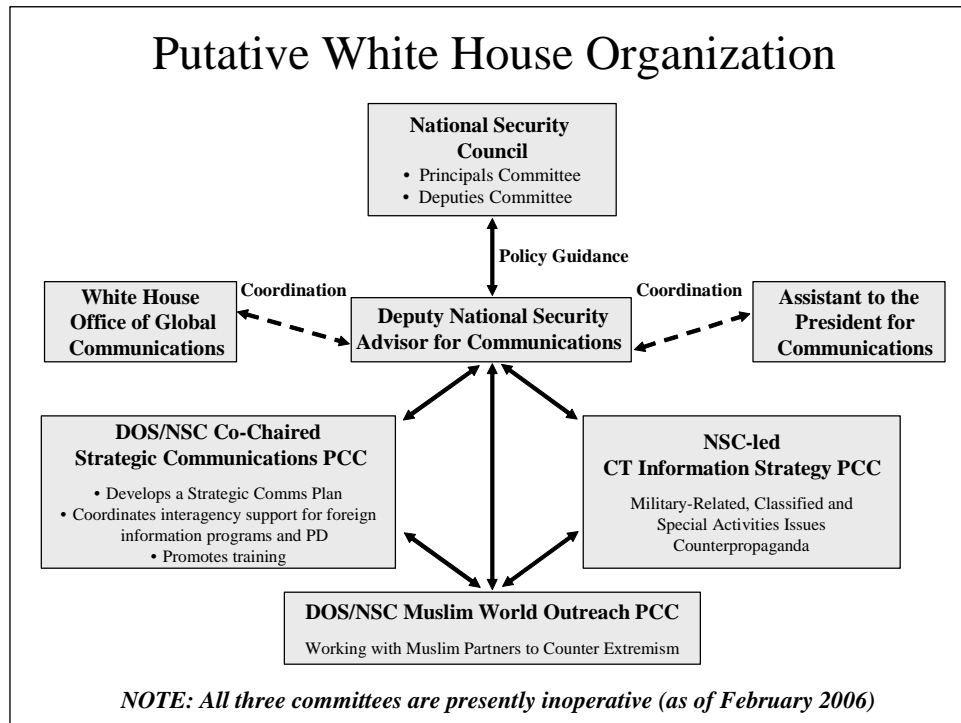 Putative White House Organization
National Security
Council
• Principals Committee
• Deputies Committee
Policy Guidance
White House
Office of Global
Communications
Coordination
Deputy National Security
Advisor for Communications
Coordination
Assistant to the
President for
Communications
DOS/NSC Co-Chaired
Strategic Communications PCC
• Develops a Strategic Comms Plan
• Coordinates interagency support for foreign
information programs and PD
• Promotes training
NSC-led
CT Information Strategy PCC
Military-Related, Classified and
Special Activities Issues
Counterpropaganda
DOS/NSC Muslim World Outreach PCC
Working with Muslim Partners to Counter Extremism
NOTE: All three committees are presently inoperative (as of February 2006)